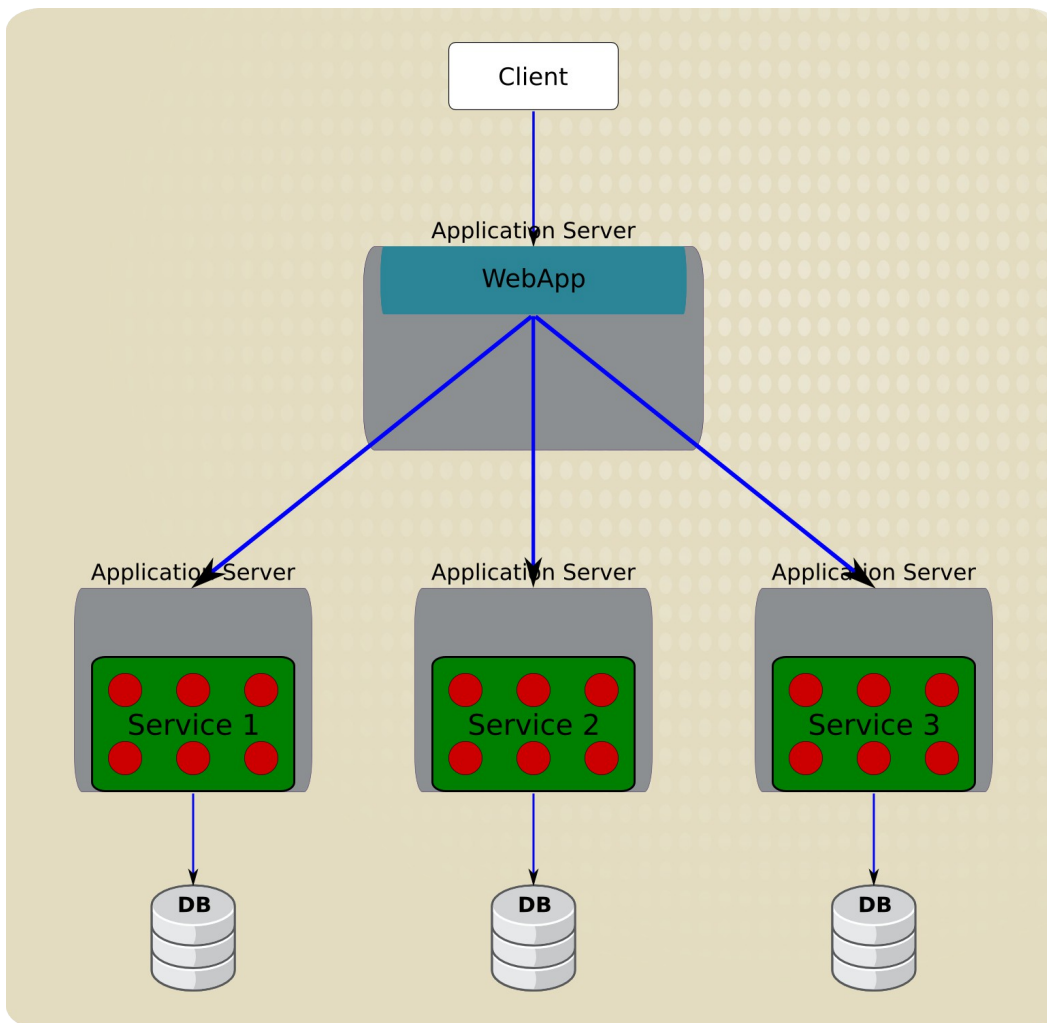 Client
Application Server
WebApp
Application Server
Application Server
Application Server
Service 1
Service 2
Service 3
DB
DB
DB